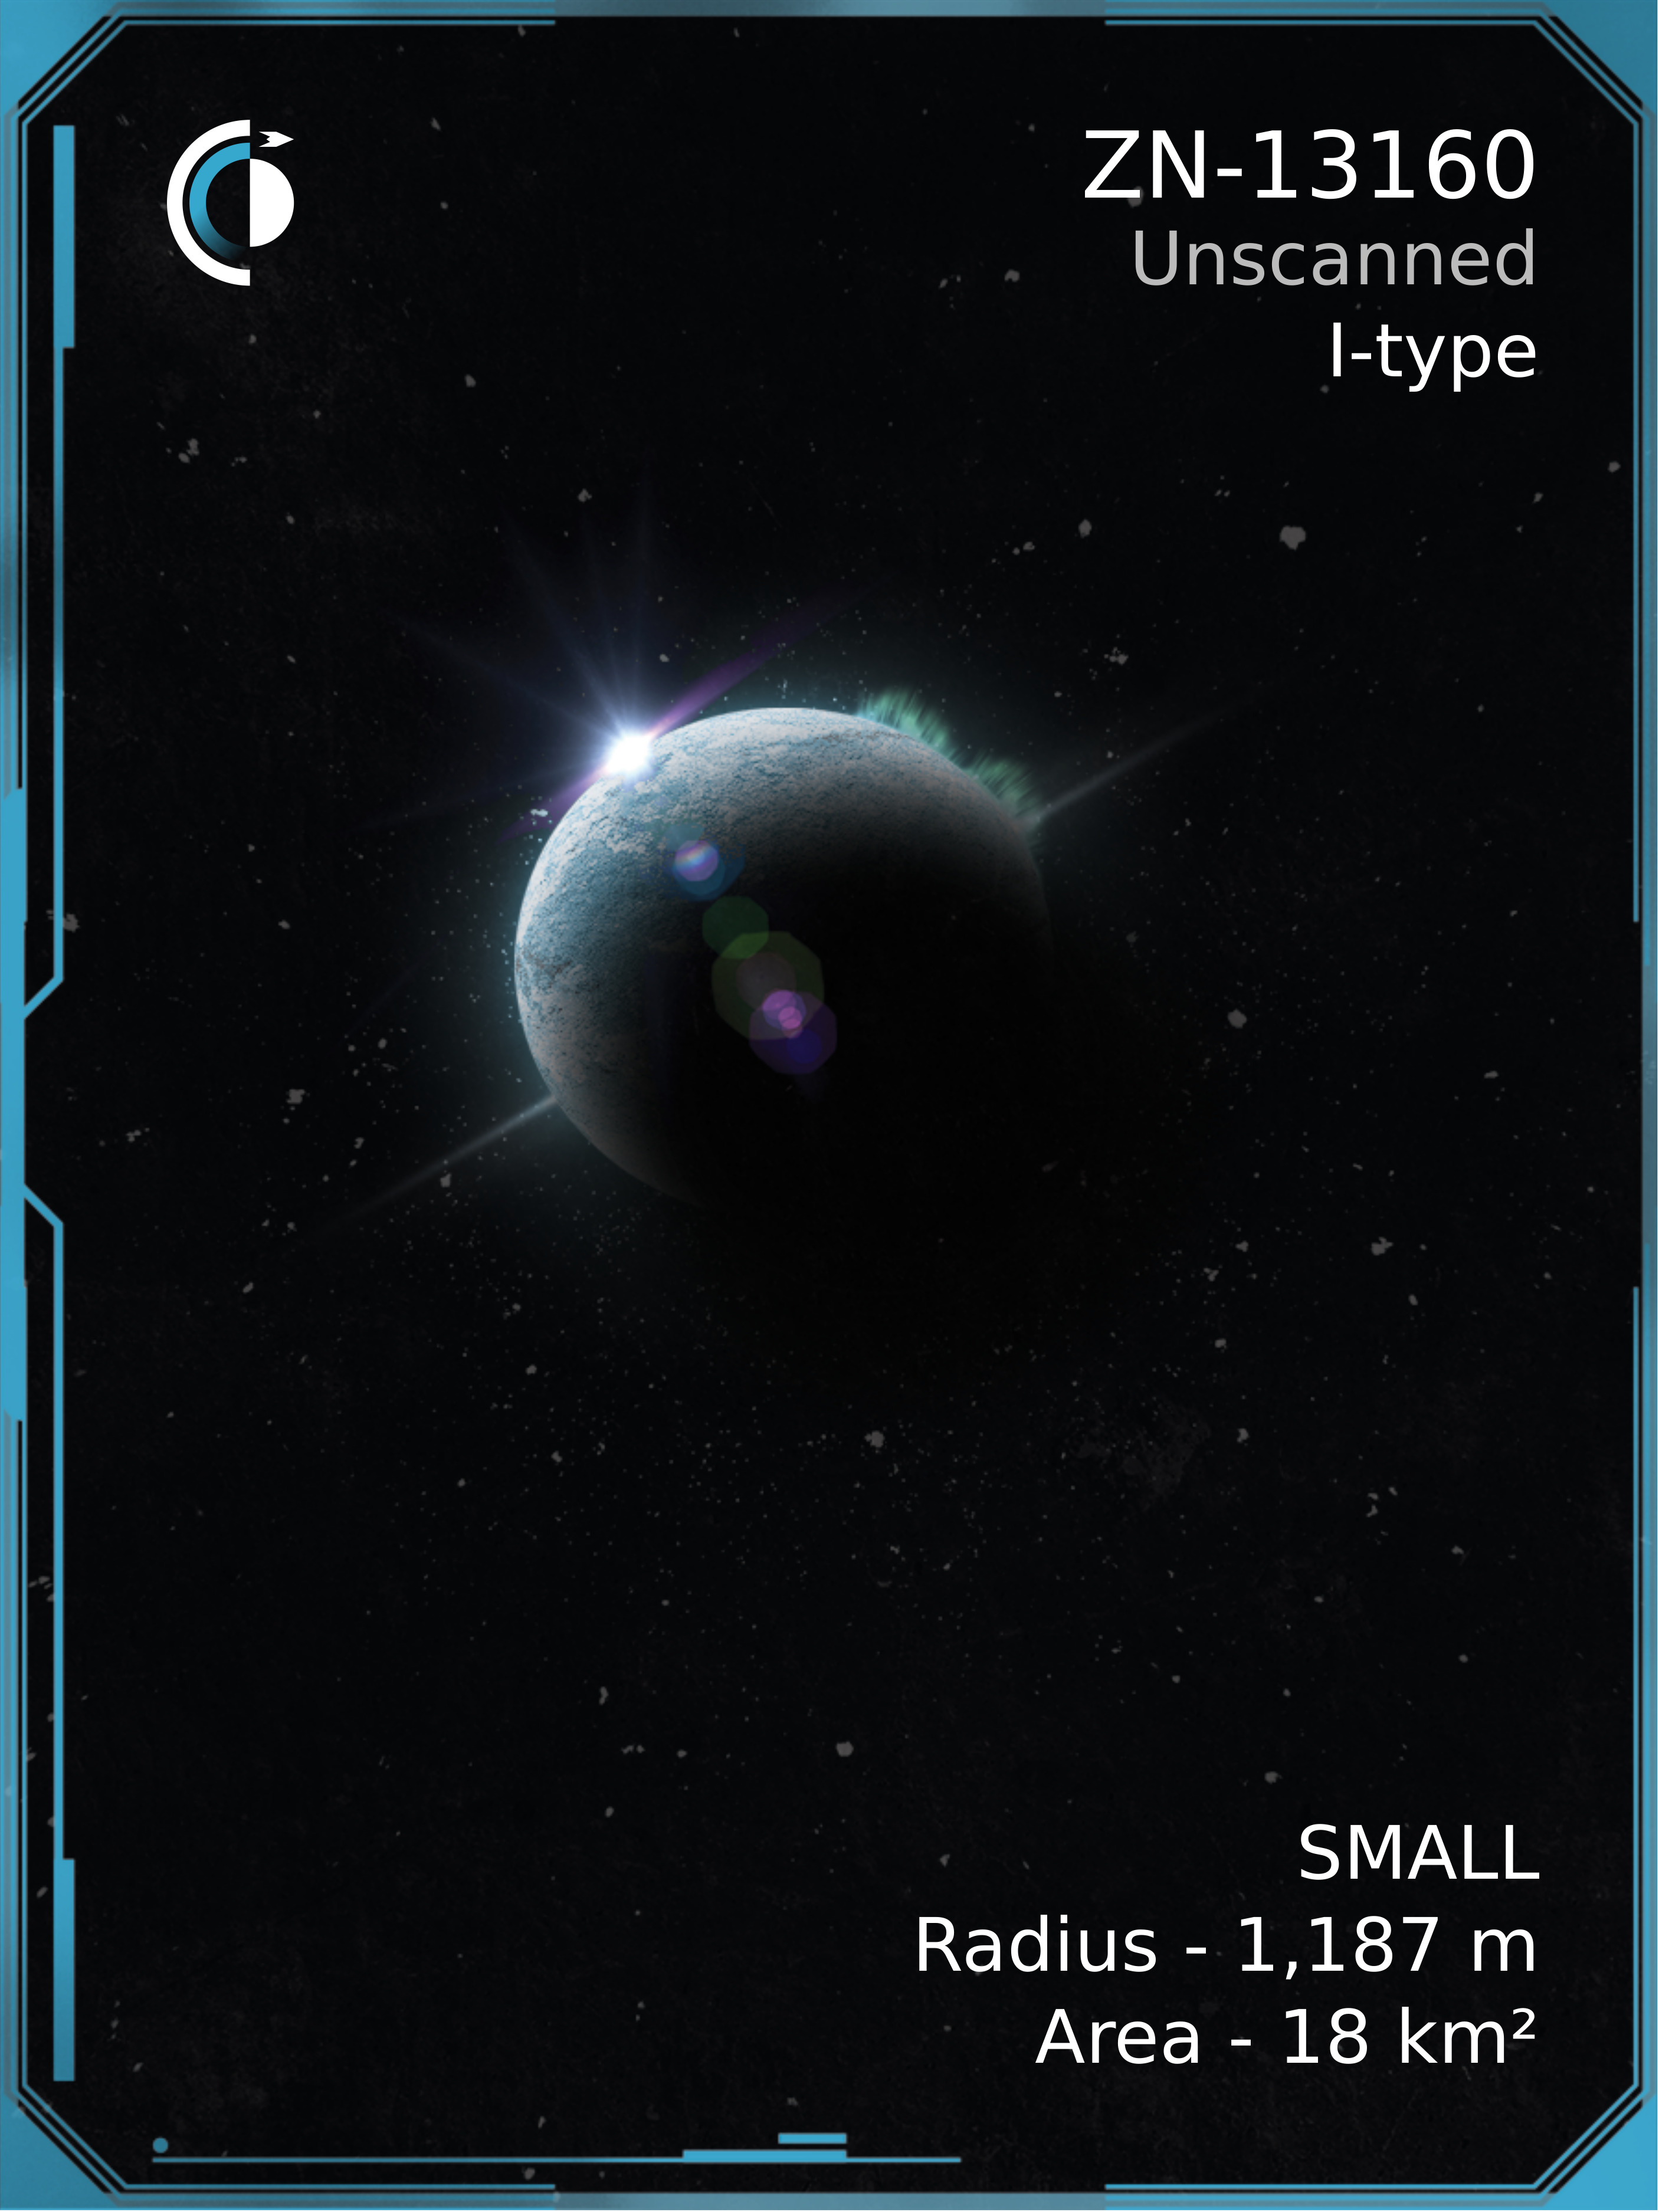 ZN-13160
Unscanned
I-type
SMALL
Radius - 1,187 m
Area - 18 km²